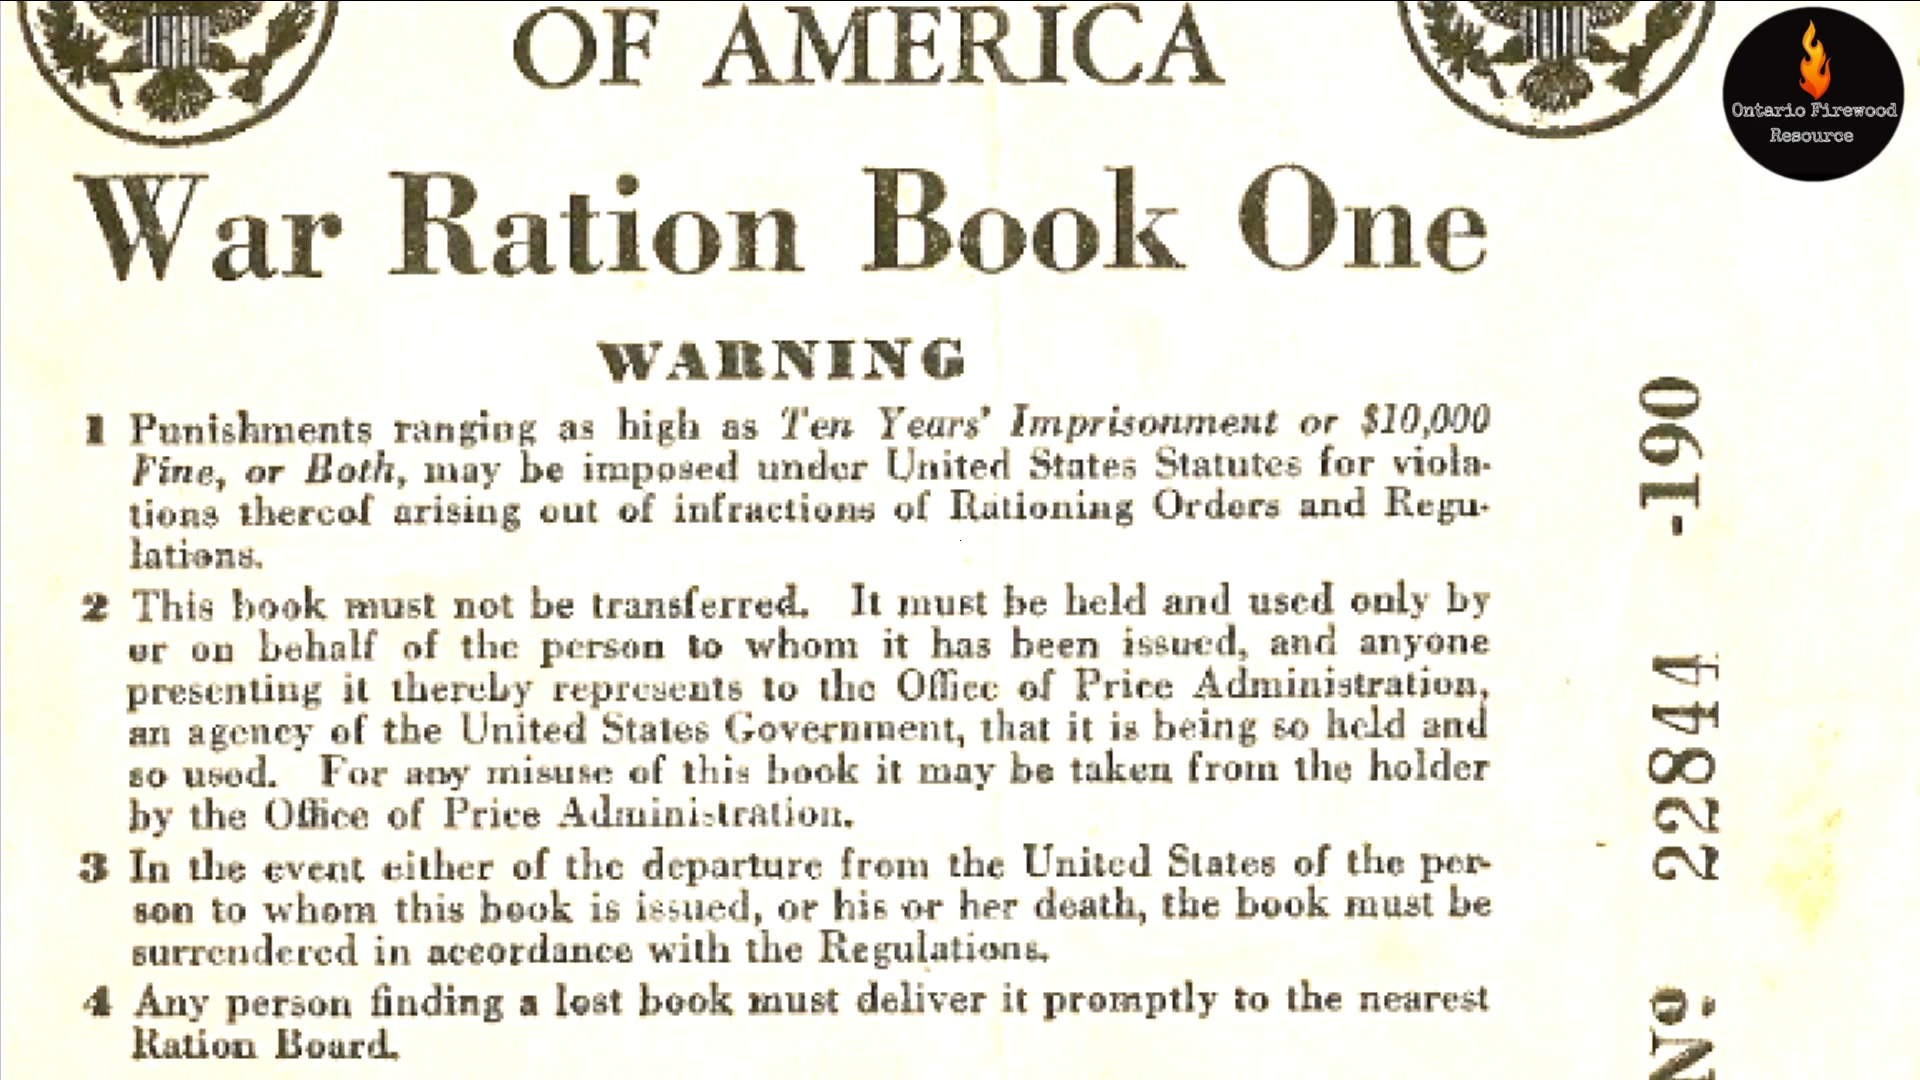 OF AMERICA
Ontario Firewood
Resource
War Ration Book One
WARNING
1 Punishments ranging as high as Ten Years' Imprisonment or $10,000
Fine, or Both, may be imposed under United States Statutes for viola-
tions thereof arising out of infractions of Rationing Orders and Regu-
lations.
2 This book must not be transferred. It must be held and used only by
or on behalf of the person to whom it has been issued, and anyone
presenting it thereby represents to the Office of Price Administration,
an agency of the United States Government, that it is being so held and
so used. For any misuse of this book it may be taken from the holder
by the Office of Price Administration.
3 In the event either of the departure from the United States of the per-
son to whom this book is issued, or his or her death, the book must be
surrendered in accordance with the Regulations.
4 Any person finding a lost book must deliver it promptly to the nearest
Ration Board.
Nº. 22844 -190